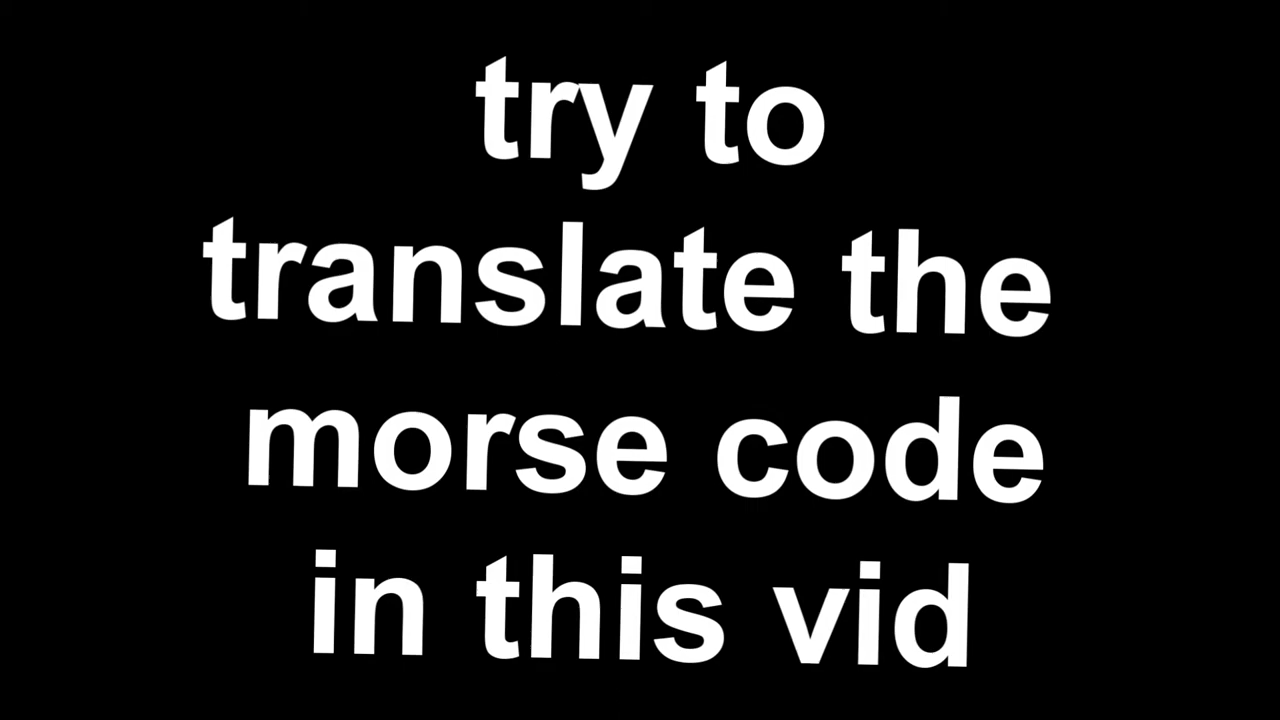 try to
translate the
morse code
in this vid